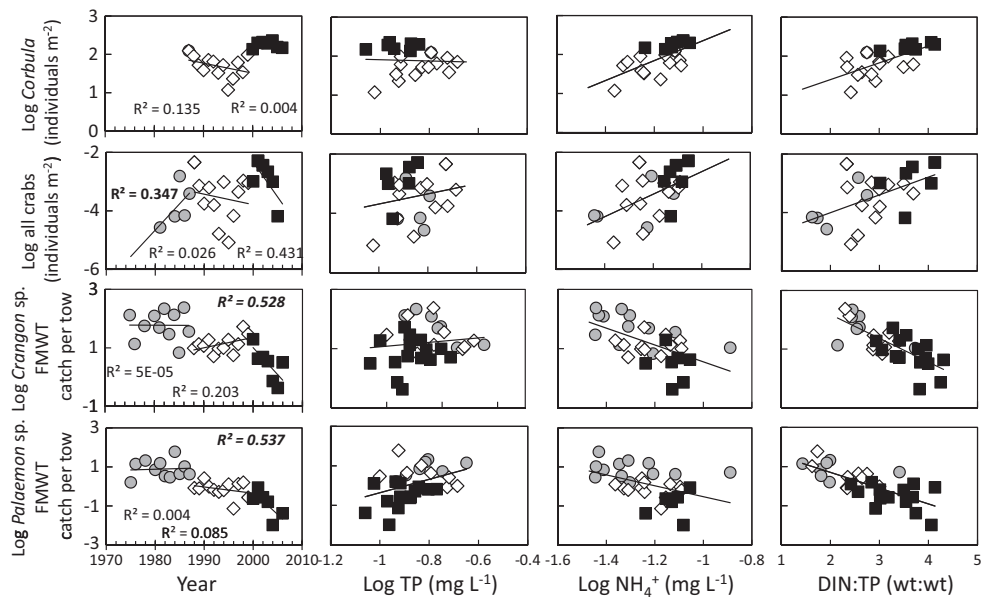 Log Corbula
(individuals m-2)
3
2
1
0
R² = 0.135
R² = 0.004
Log all crabs
(individuals m-2)
-2
-4
-6
R² = 0.347
R² = 0.026
R² = 0.431
Log Crangon sp.
FMWT
catch per tow
3
1
-1
R² = 0.528
R² = 5E-05
R² = 0.203
Log Palaemon sp.
FMWT
catch per tow
3
1
-1
-3
R² = 0.537
R² = 0.004
R² = 0.085
1970 1980 1990 2000 2010
-1.2 -1 -0.8 -0.6 -0.4
-1.6 -1.4 -1.2 -1 -0.8
1 2 3 4 5
Year
Log TP (mg L-1)
Log NH4+ (mg L-1)
DIN:TP (wt:wt)